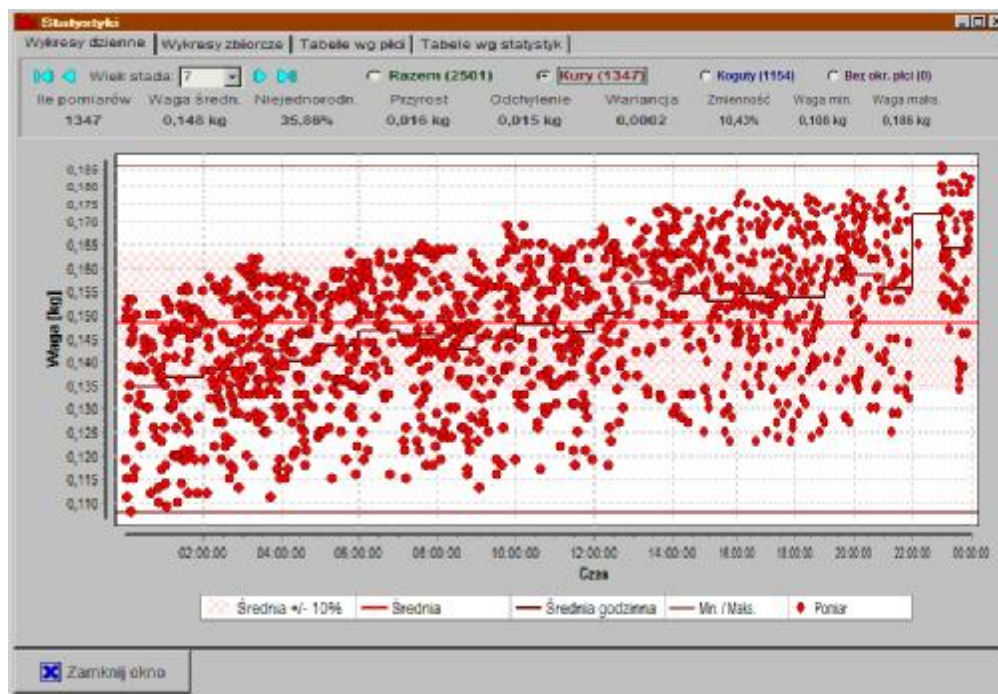 Statystyki
Wykresy dzienne Wykresy zbiorcze Tabele wg płci Tabele wg statystyk
Wiek stada: 7 Razem (2501) Kury (1347) Koguty (1154) Bez okr. płci (0)
Ile pomiarów Waga średn. Niejednorodn. Przyrost Odchylenie Wariancja Zmienność Waga min. Waga maks.
1347 0,148 kg 35,86% 0,016 kg 0,015 kg 0,0002 10,43% 0,108 kg 0,186 kg
0,185
0,180
0,175
0,170
0,165
0,160
0,155
0,150
0,145
0,140
0,135
0,130
0,125
0,120
0,115
0,110
Waga [kg]
02:00:00 04:00:00 06:00:00 08:00:00 10:00:00 12:00:00 14:00:00 16:00:00 18:00:00 20:00:00 22:00:00 00:00:00
Czas
Średnia +/- 10% Średnia Średnia godzinna Min. / Maks. Pomiar
Zamknij okno